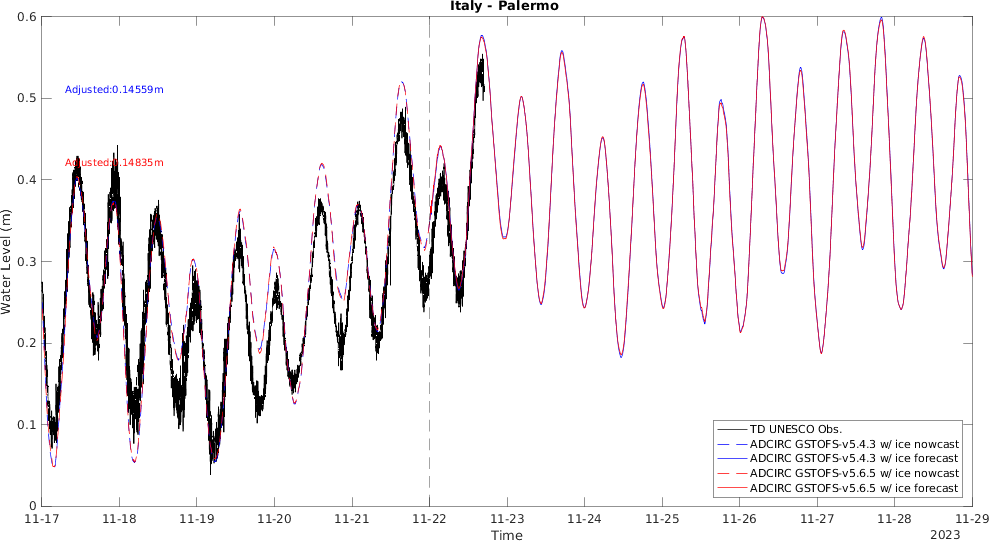 Italy - Palermo
0.6
0.5
0.4
0.3
0.2
0.1
0
Water Level (m)
Adjusted:0.14559m
Adjusted:0.14835m
TD UNESCO Obs.
ADCIRC GSTOFS-v5.4.3 w/ ice nowcast
ADCIRC GSTOFS-v5.4.3 w/ ice forecast
ADCIRC GSTOFS-v5.6.5 w/ ice nowcast
ADCIRC GSTOFS-v5.6.5 w/ ice forecast
11-17 11-18 11-19 11-20 11-21 11-22 11-23 11-24 11-25 11-26 11-27 11-28 11-29
Time
2023